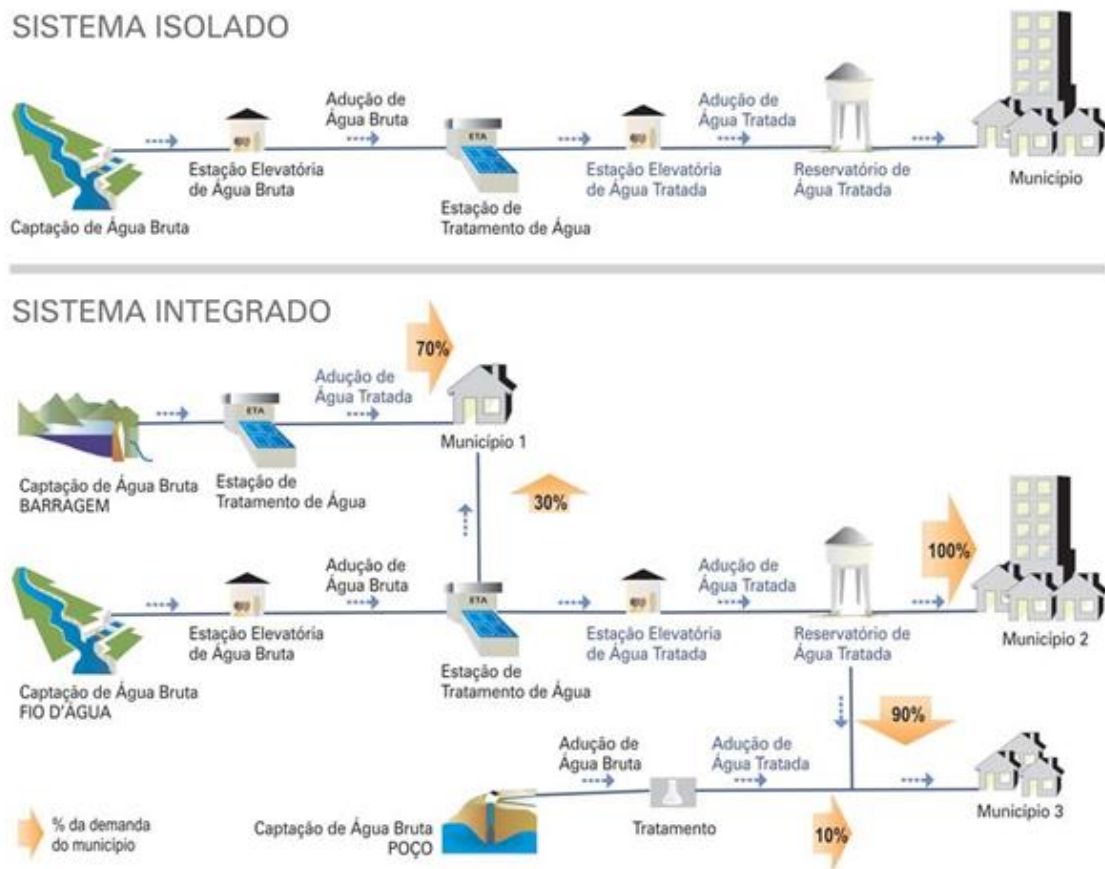 SISTEMA ISOLADO
Adução de
Água Bruta
Adução de
Água Tratada
ETA
Estação Elevatória
de Água Bruta
Estação Elevatória
de Água Tratada
Reservatório de
Água Tratada
Município
Captação de Água Bruta
Estação de
Tratamento de Água
SISTEMA INTEGRADO
70%
Adução de
Água Tratada
ETA
Município 1
Captação de Água Bruta
BARRAGEM
Estação de
Tratamento de Água
30%
100%
Adução de
Água Bruta
Adução de
Água Tratada
ETA
Estação Elevatória
de Água Bruta
Estação Elevatória
de Água Tratada
Reservatório de
Água Tratada
Município 2
Captação de Água Bruta
FIO D'ÁGUA
Estação de
Tratamento de Água
90%
Adução de
Água Bruta
Adução de
Água Tratada
Município 3
% da demanda
do município
Captação de Água Bruta
POÇO
Tratamento
10%